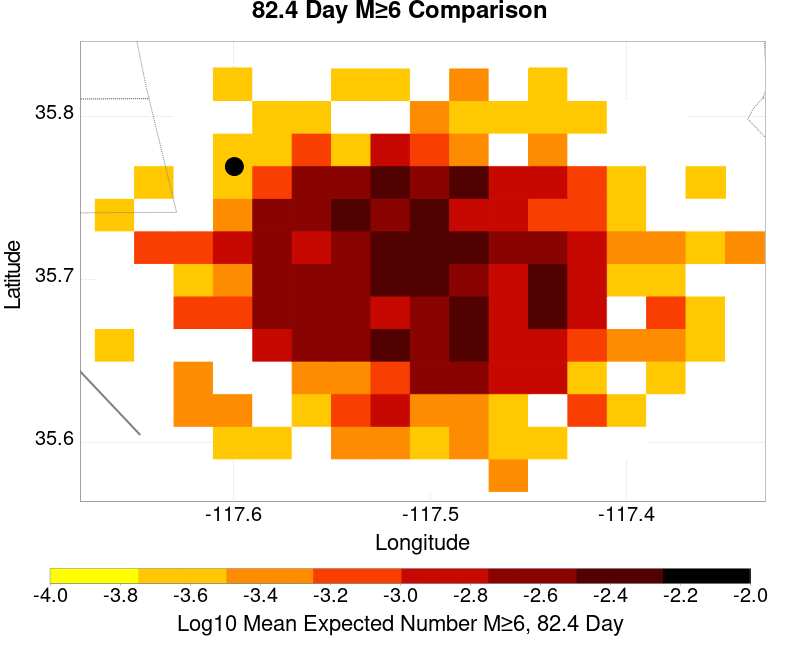 82.4 Day M≥6 Comparison
35.8
35.7
35.6
Latitude
-117.6 -117.5 -117.4
Longitude
-4.0 -3.8 -3.6 -3.4 -3.2 -3.0 -2.8 -2.6 -2.4 -2.2 -2.0
Log10 Mean Expected Number M≥6, 82.4 Day